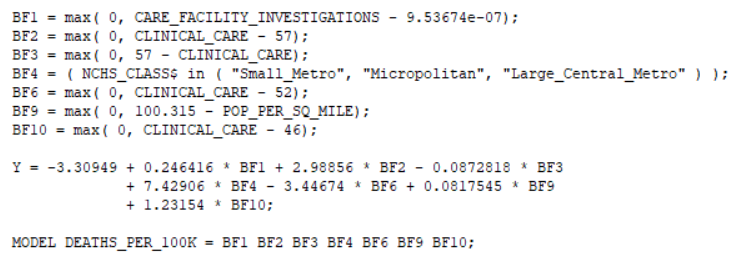 BF1 = max( 0, CARE_FACILITY_INVESTIGATIONS - 9.53674e-07);
BF2 = max( 0, CLINICAL_CARE - 57);
BF3 = max( 0, 57 - CLINICAL_CARE);
BF4 = ( NCHS_CLASS$ in ( "Small_Metro", "Micropolitan", "Large_Central_Metro" ) );
BF6 = max( 0, CLINICAL_CARE - 52);
BF9 = max( 0, 100.315 - POP_PER_SQ_MILE);
BF10 = max( 0, CLINICAL_CARE - 46);
Y = -3.30949 + 0.246416 * BF1 + 2.98856 * BF2 - 0.0872818 * BF3
+ 7.42906 * BF4 - 3.44674 * BF6 + 0.0817545 * BF9
+ 1.23154 * BF10;
MODEL DEATHS_PER_100K = BF1 BF2 BF3 BF4 BF6 BF9 BF10;